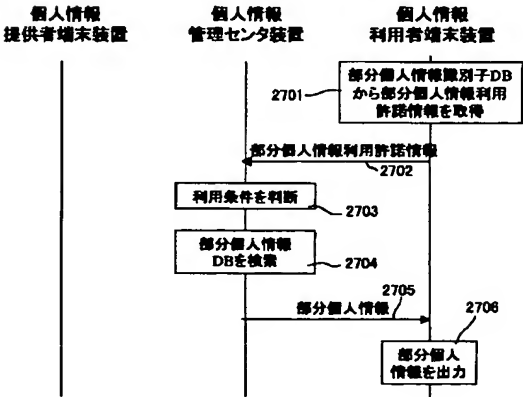 個人情報
提供者端末装置
個人情報
管理センタ装置
個人情報
利用者端末装置
部分個人情報識別子DB
から部分個人情報利用
許諾情報を取得
2701
部分個人情報利用許諾情報
2702
利用条件を判断
2703
部分個人情報
DBを検索
2704
部分個人情報
2705
2706
部分個人
情報を出力